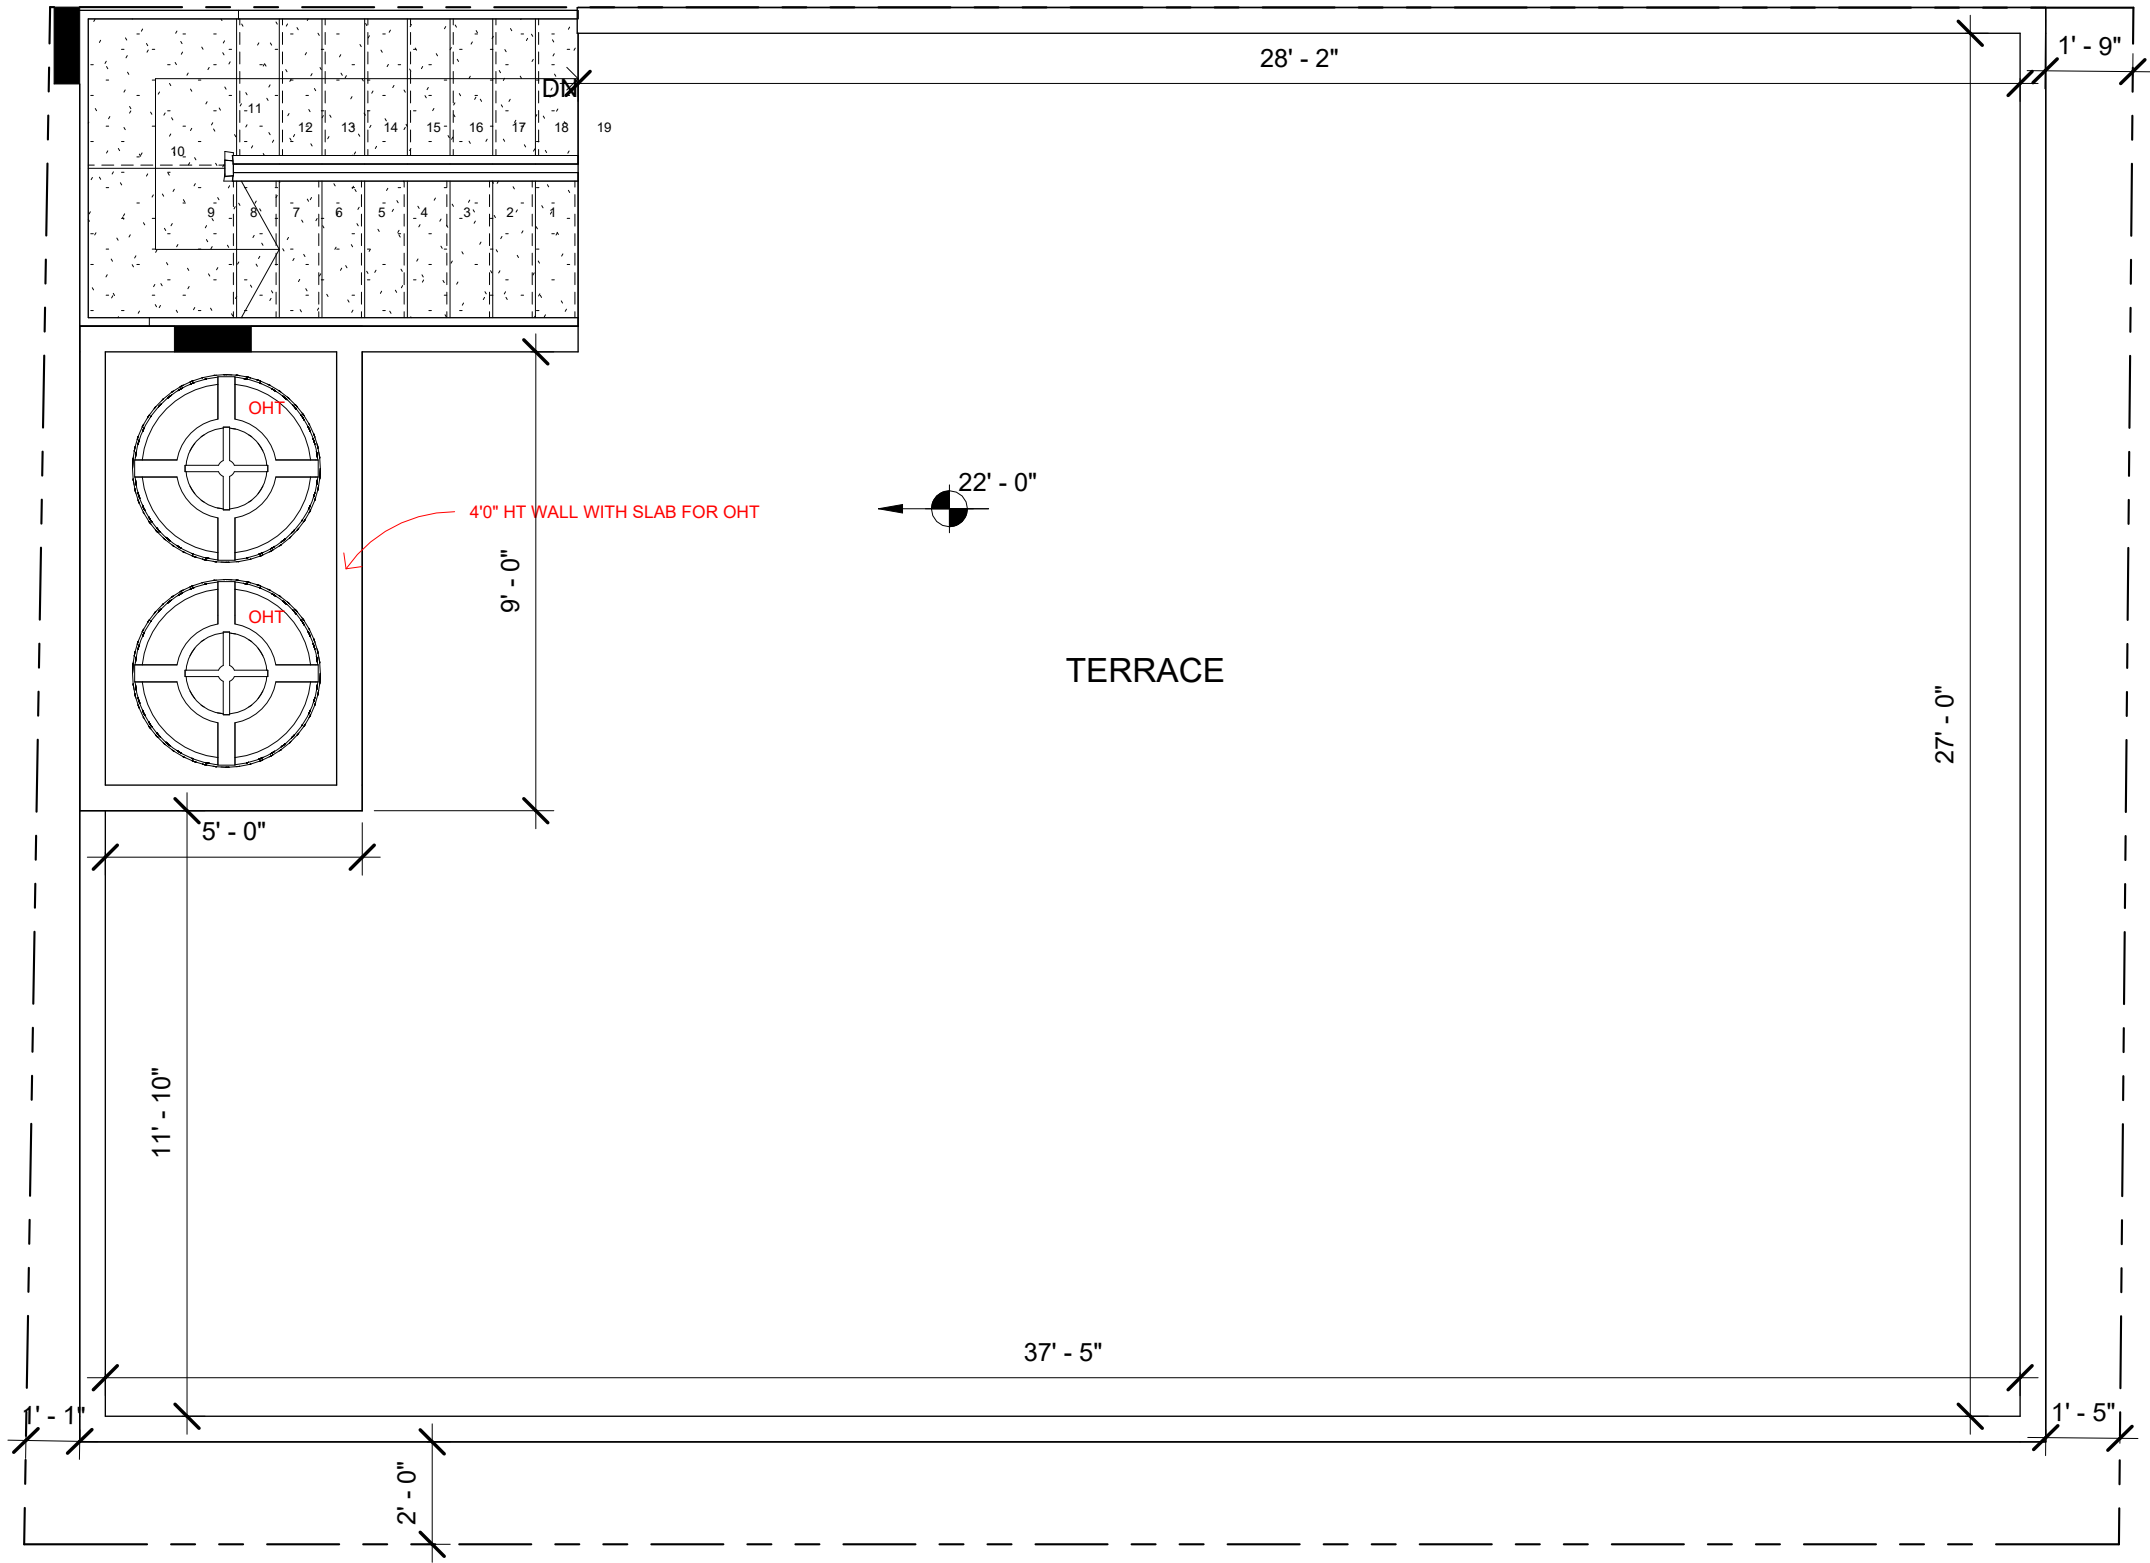 28' - 2"
1' - 9"
DN
11
12 13 14 15 16 17 18 19
10
9 8 7 6 5 4 3 2 1
OHT
22' - 0"
4'0" HT WALL WITH SLAB FOR OHT
9' - 0"
OHT
TERRACE
27' - 0"
5' - 0"
11' - 10"
37' - 5"
1' - 1"
1' - 5"
2' - 0"